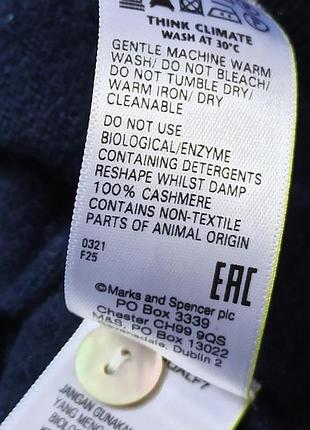 THINK CLIMATE
WASH AT 30°C
GENTLE MACHINE WARM
WASH/ DO NOT BLEACH/
DO NOT TUMBLE DRY/
WARM IRON/ DRY
CLEANABLE
DO NOT USE
BIOLOGICAL/ENZYME
CONTAINING DETERGENTS
RESHAPE WHILST DAMP
100% CASHMERE
CONTAINS NON-TEXTILE
PARTS OF ANIMAL ORIGIN
0321
F25
EAC
©Marks and Spencer plc
PO Box 3339
Chester CH99 9QS
M&S, PO Box 13022
Dublin 2
JANGAN GUNAKA
YANG MENG